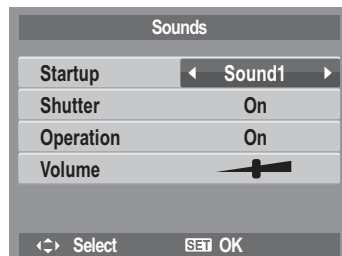 Sounds
Startup Sound1
Shutter On
Operation On
Volume
Select SET OK